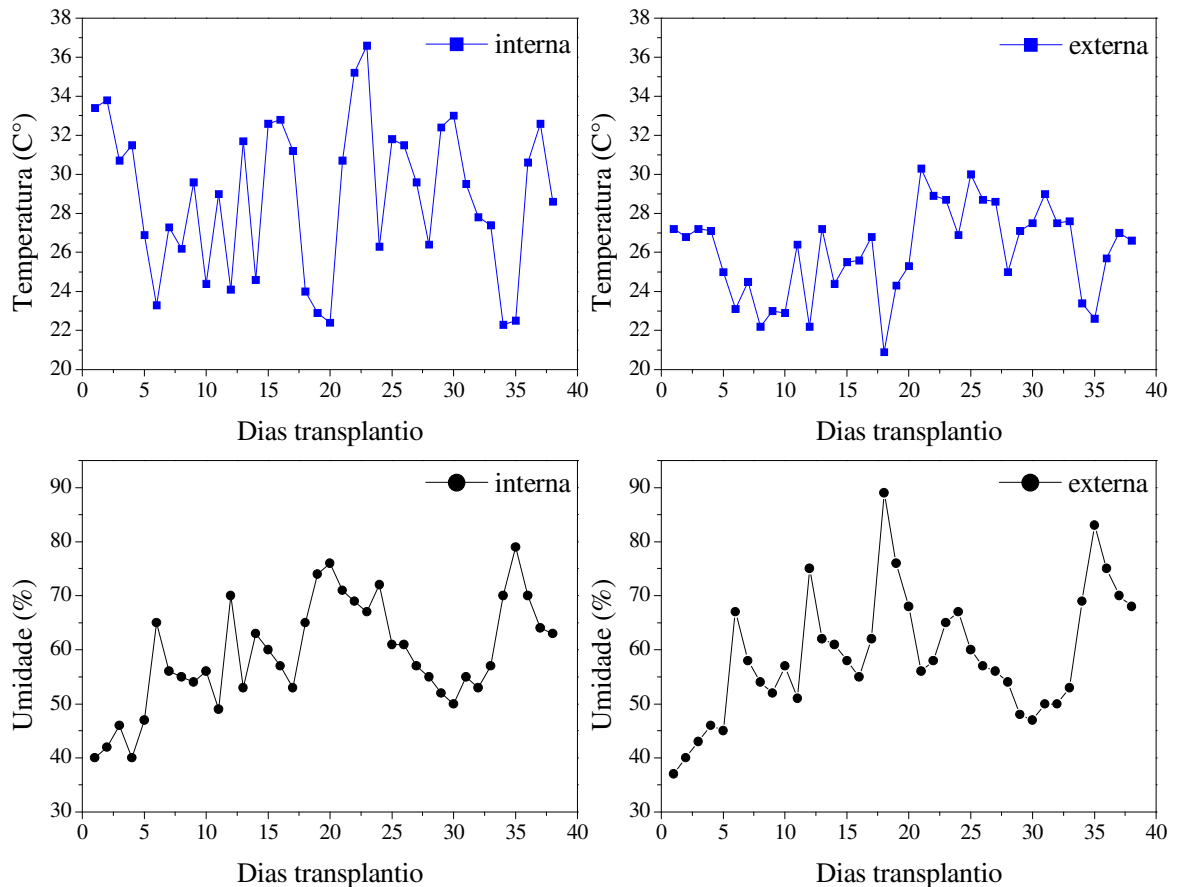 38
36
34
32
30
28
26
24
22
20
Temperatura (C°)
interna
0 5 10 15 20 25 30 35 40
Dias transplantio
38
36
34
32
30
28
26
24
22
20
Temperatura (C°)
externa
0 5 10 15 20 25 30 35 40
Dias transplantio
90
80
70
60
50
40
30
Umidade (%)
interna
0 5 10 15 20 25 30 35 40
Dias transplantio
90
80
70
60
50
40
30
Umidade (%)
externa
0 5 10 15 20 25 30 35 40
Dias transplantio